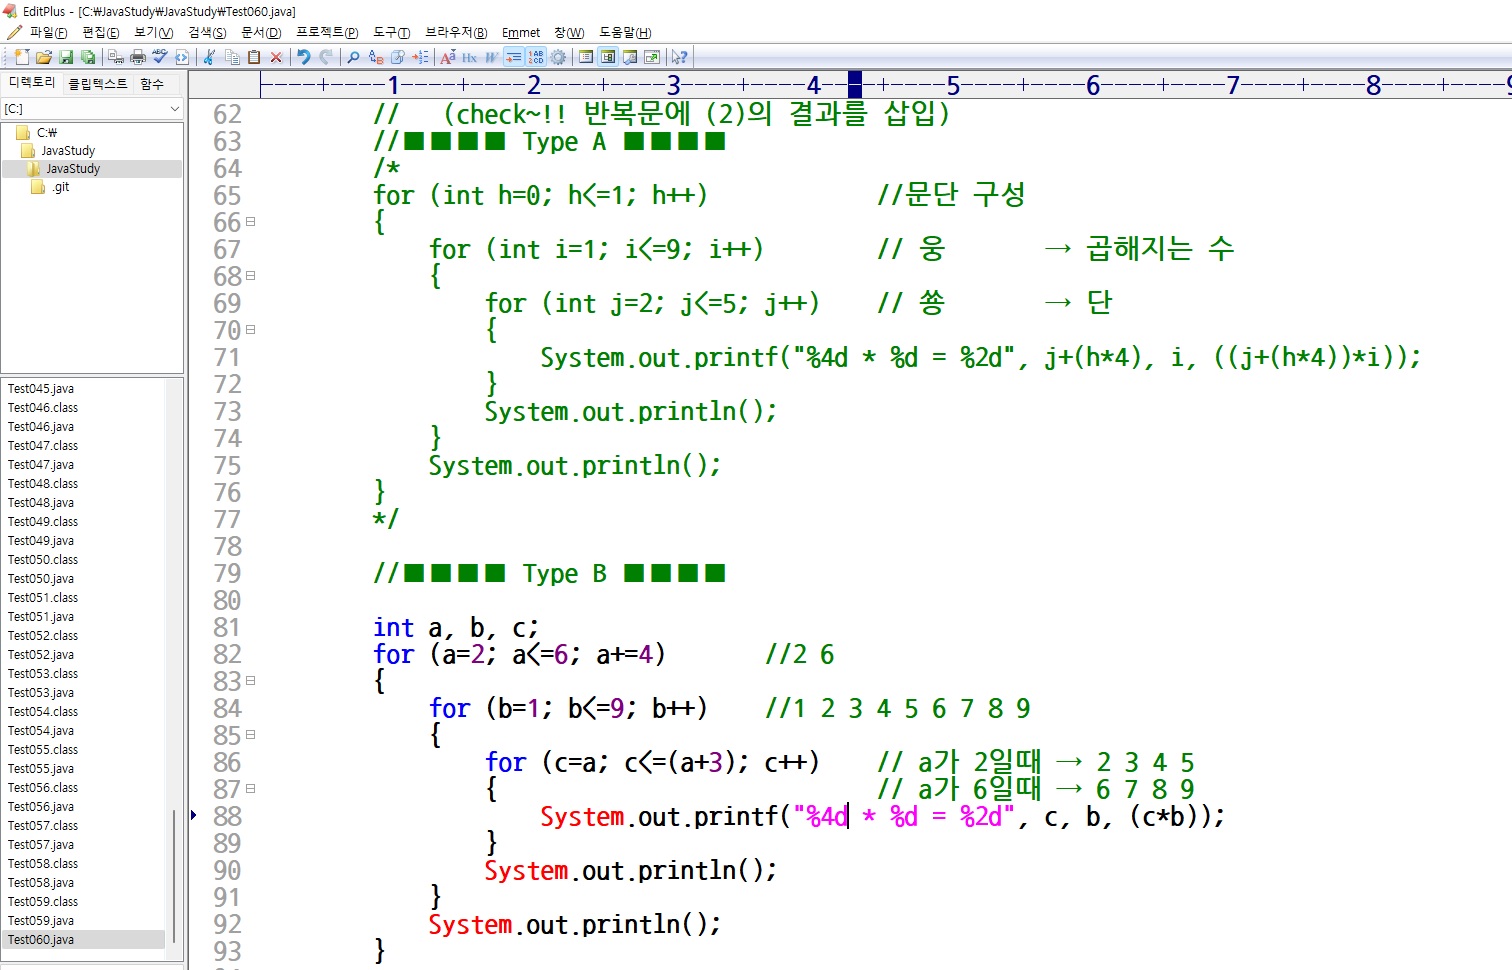 EditPlus - [C:₩JavaStudy₩JavaStudy₩Test060.java]
파일(F) 편집(E) 보기(V) 검색(S) 문서(D) 프로젝트(P) 도구(T) 브라우저(B) Emmet 창(W) 도움말(H)
디렉토리 클립텍스트 함수
[C:]
C:₩
JavaStudy
JavaStudy
.git
Test045.java
Test046.class
Test046.java
Test047.class
Test047.java
Test048.class
Test048.java
Test049.class
Test049.java
Test050.class
Test050.java
Test051.class
Test051.java
Test052.class
Test052.java
Test053.class
Test053.java
Test054.class
Test054.java
Test055.class
Test055.java
Test056.class
Test056.java
Test057.class
Test057.java
Test058.class
Test058.java
Test059.class
Test059.java
Test060.java
----+----1----+----2----+----3----+----4----+----5----+----6----+----7----+----8----+----9
62 //   (check~!! 반복문에 (2)의 결과를 삽입)
63 //■■■■ Type A ■■■■
64 /*
65 for (int h=0; h<=1; h++)            //문단 구성
66 {
67     for (int i=1; i<=9; i++)        // 웅       → 곱해지는 수
68     {
69         for (int j=2; j<=5; j++)    // 쏭       → 단
70         {
71             System.out.printf("%4d * %d = %2d", j+(h*4), i, ((j+(h*4))*i));
72         }
73         System.out.println();
74     }
75     System.out.println();
76 }
77 */
78
79 //■■■■ Type B ■■■■
80
81 int a, b, c;
82 for (a=2; a<=6; a+=4)       //2 6
83 {
84     for (b=1; b<=9; b++)    //1 2 3 4 5 6 7 8 9
85     {
86         for (c=a; c<=(a+3); c++)    // a가 2일때 → 2 3 4 5
87         {                           // a가 6일때 → 6 7 8 9
88             System.out.printf("%4d * %d = %2d", c, b, (c*b));
89         }
90         System.out.println();
91     }
92     System.out.println();
93 }